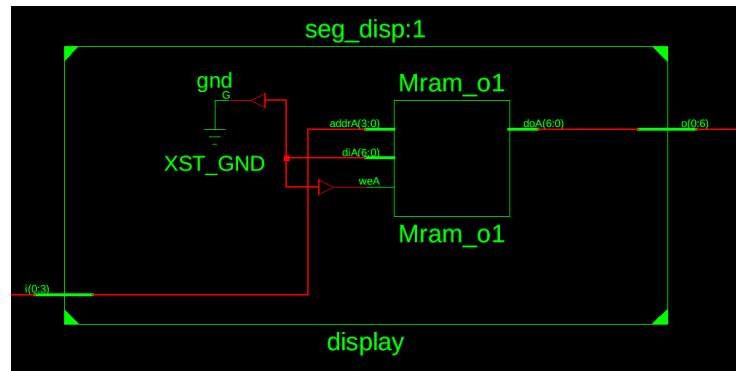 seg_disp:1
gnd
G
XST_GND
Mram_o1
addrA(3:0)
doA(6:0)
o(0:6)
diA(6:0)
weA
Mram_o1
i(0:3)
display